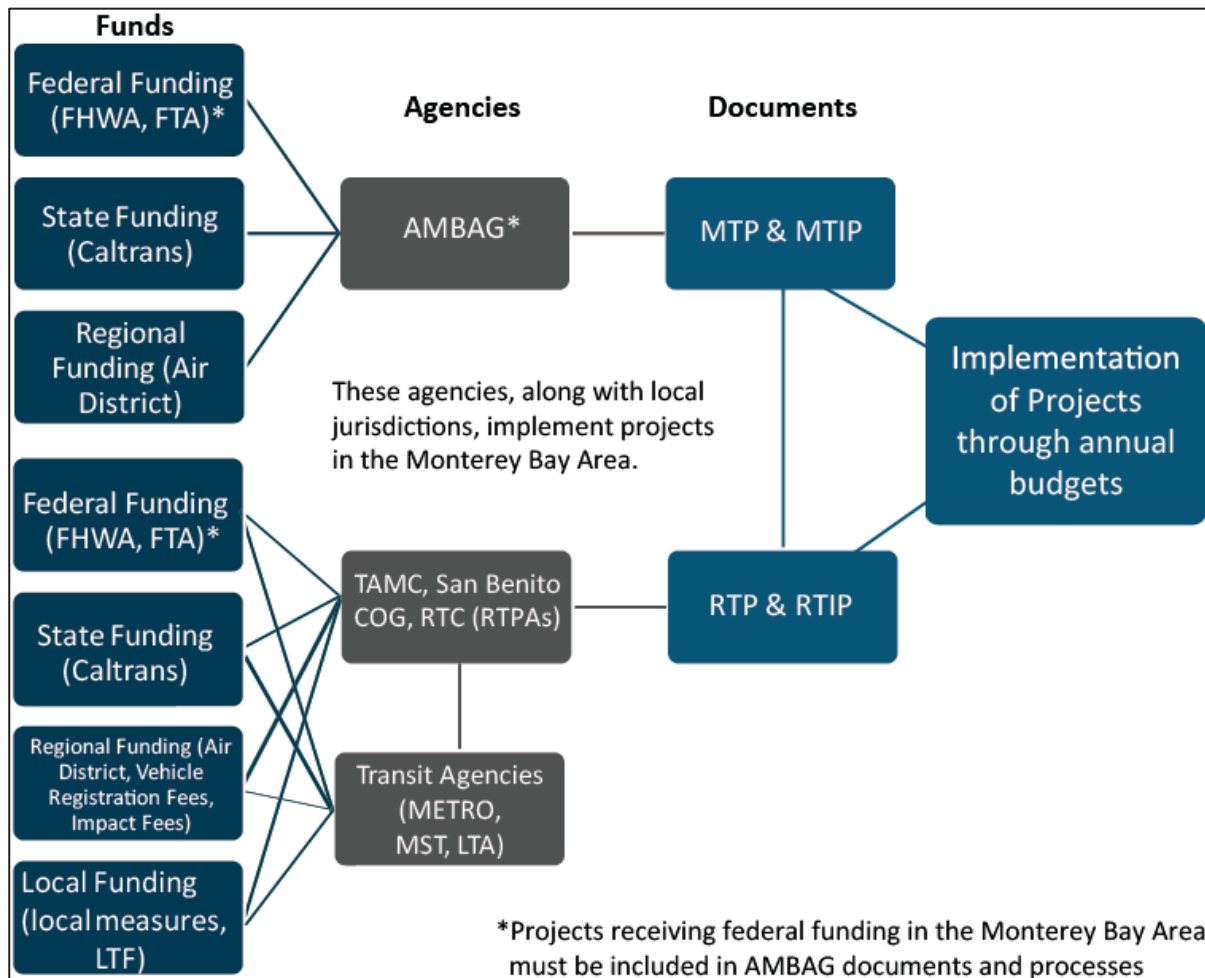 Funds
Federal Funding
(FHWA, FTA)*
State Funding
(Caltrans)
Regional
Funding (Air
District)
Federal Funding
(FHWA, FTA)*
State Funding
(Caltrans)
Regional Funding (Air
District, Vehicle
Registration Fees,
Impact Fees)
Local Funding
(local measures,
LTF)
Agencies
AMBAG*
These agencies, along with local
jurisdictions, implement projects
in the Monterey Bay Area.
TAMC, San Benito
COG, RTC (RTPAs)
Transit Agencies
(METRO,
MST, LTA)
Documents
MTP & MTIP
RTP & RTIP
Implementation
of Projects
through annual
budgets
*Projects receiving federal funding in the Monterey Bay Area
must be included in AMBAG documents and processes